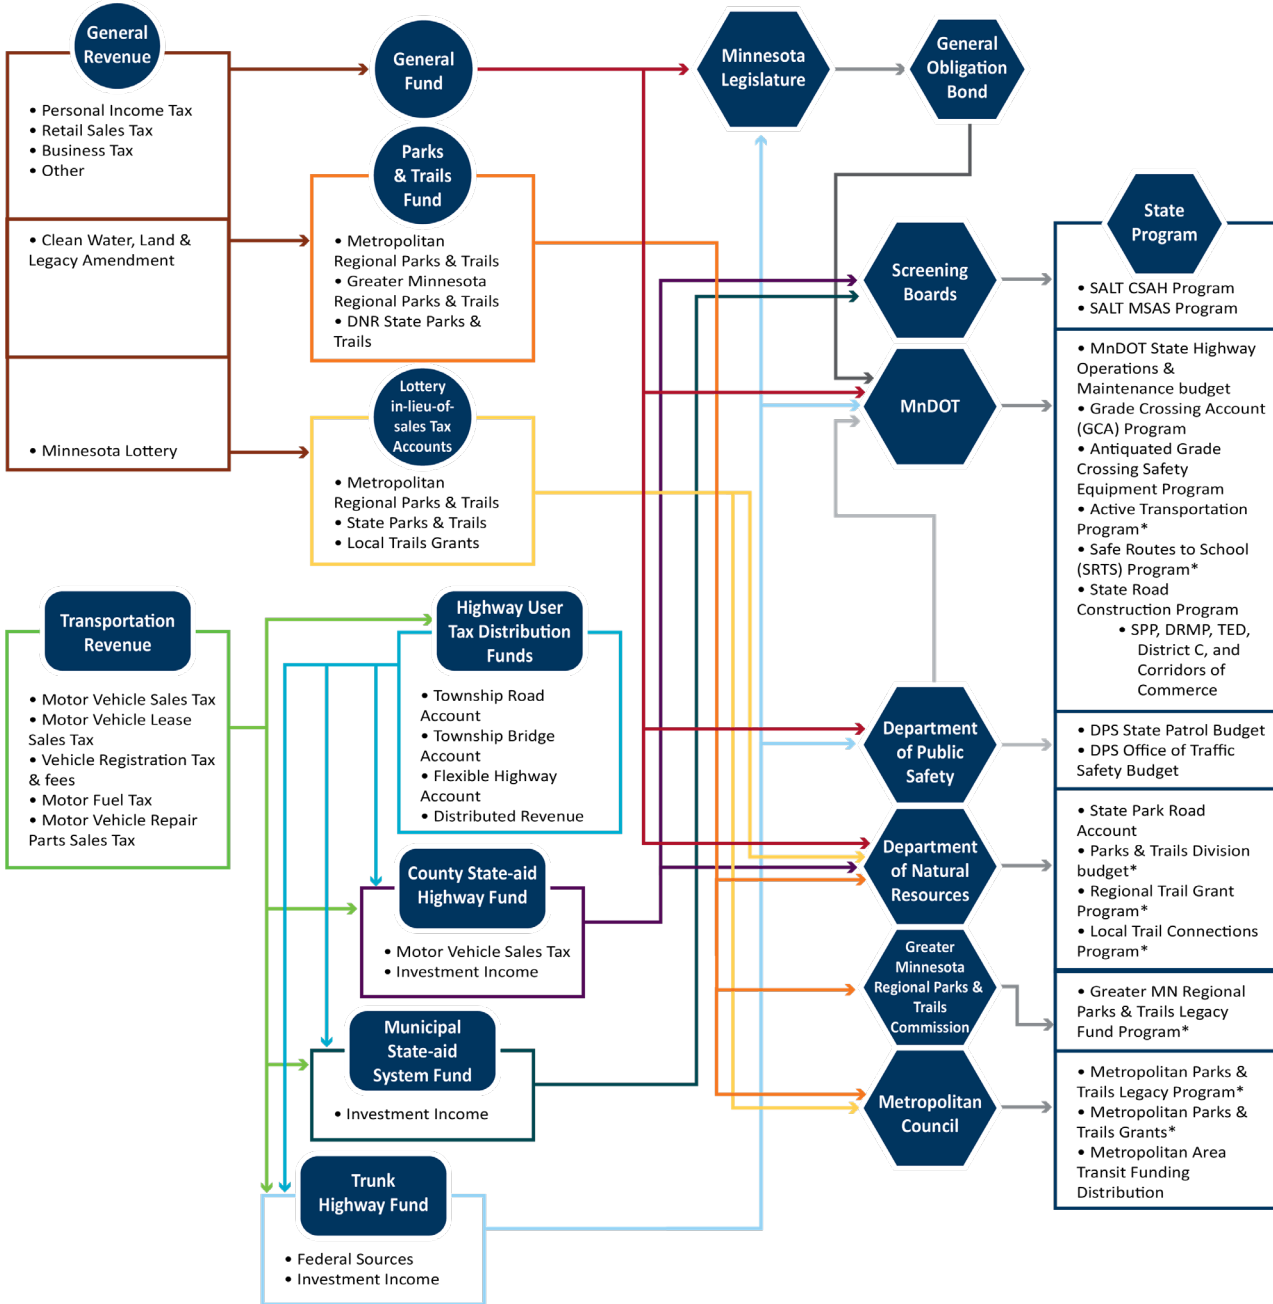 General
Revenue
• Personal Income Tax
• Retail Sales Tax
• Business Tax
• Other
• Clean Water, Land &
Legacy Amendment
• Minnesota Lottery
General
Fund
Parks
& Trails
Fund
• Metropolitan
Regional Parks & Trails
• Greater Minnesota
Regional Parks & Trails
• DNR State Parks &
Trails
Lottery
in-lieu-of-
sales Tax
Accounts
• Metropolitan
Regional Parks & Trails
• State Parks & Trails
• Local Trails Grants
Transportation
Revenue
• Motor Vehicle Sales Tax
• Motor Vehicle Lease
Sales Tax
• Vehicle Registration Tax
& fees
• Motor Fuel Tax
• Motor Vehicle Repair
Parts Sales Tax
Highway User
Tax Distribution
Funds
• Township Road
Account
• Township Bridge
Account
• Flexible Highway
Account
• Distributed Revenue
County State-aid
Highway Fund
• Motor Vehicle Sales Tax
• Investment Income
Municipal
State-aid
System Fund
• Investment Income
Trunk
Highway Fund
• Federal Sources
• Investment Income
Minnesota
Legislature
General
Obligation
Bond
Screening
Boards
MnDOT
Department
of Public
Safety
Department
of Natural
Resources
Greater
Minnesota
Regional Parks &
Trails
Commission
Metropolitan
Council
State
Program
• SALT CSAH Program
• SALT MSAS Program
• MnDOT State Highway
Operations &
Maintenance budget
• Grade Crossing Account
(GCA) Program
• Antiquated Grade
Crossing Safety
Equipment Program
• Active Transportation
Program*
• Safe Routes to School
(SRTS) Program*
• State Road
Construction Program
• SPP, DRMP, TED,
District C, and
Corridors of
Commerce
• DPS State Patrol Budget
• DPS Office of Traffic
Safety Budget
• State Park Road
Account
• Parks & Trails Division
budget*
• Regional Trail Grant
Program*
• Local Trail Connections
Program*
• Greater MN Regional
Parks & Trails Legacy
Fund Program*
• Metropolitan Parks &
Trails Legacy Program*
• Metropolitan Parks &
Trails Grants*
• Metropolitan Area
Transit Funding
Distribution